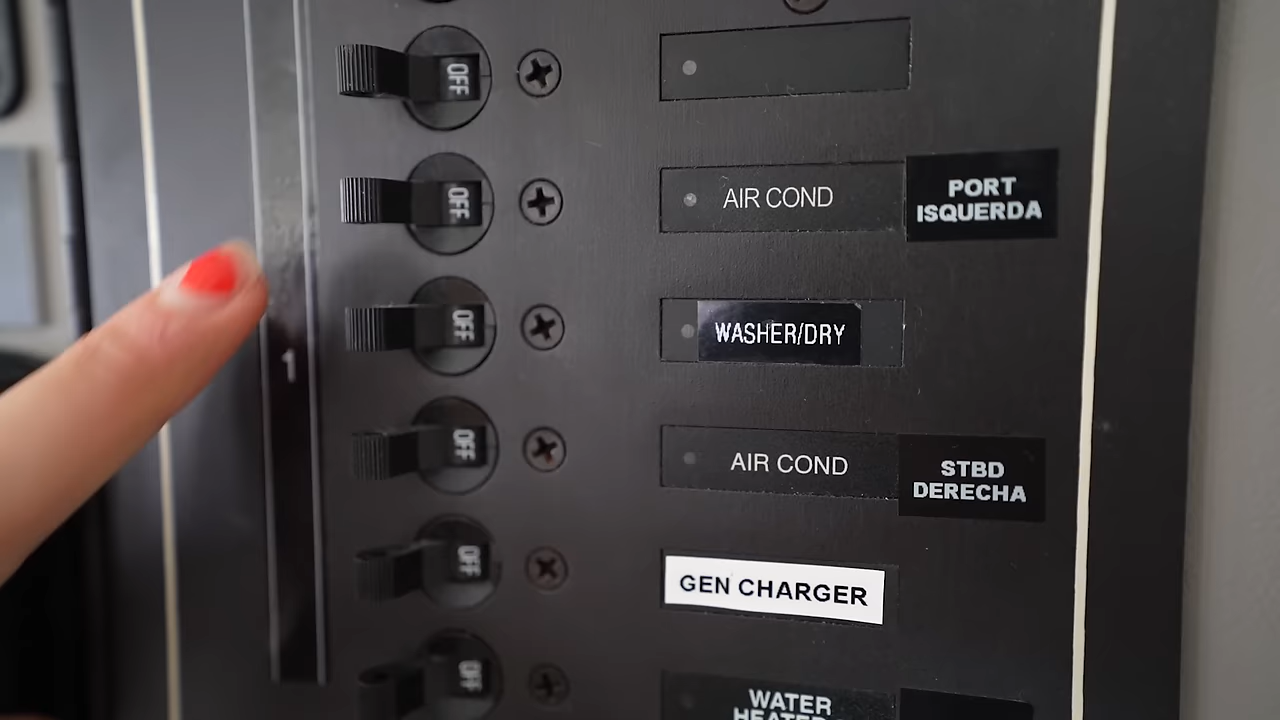 OFF
OFF
AIR COND
PORT
ISQUERDA
OFF
WASHER/DRY
1
OFF
AIR COND
STBD
DERECHA
OFF
GEN CHARGER
OFF
WATER
HEATER